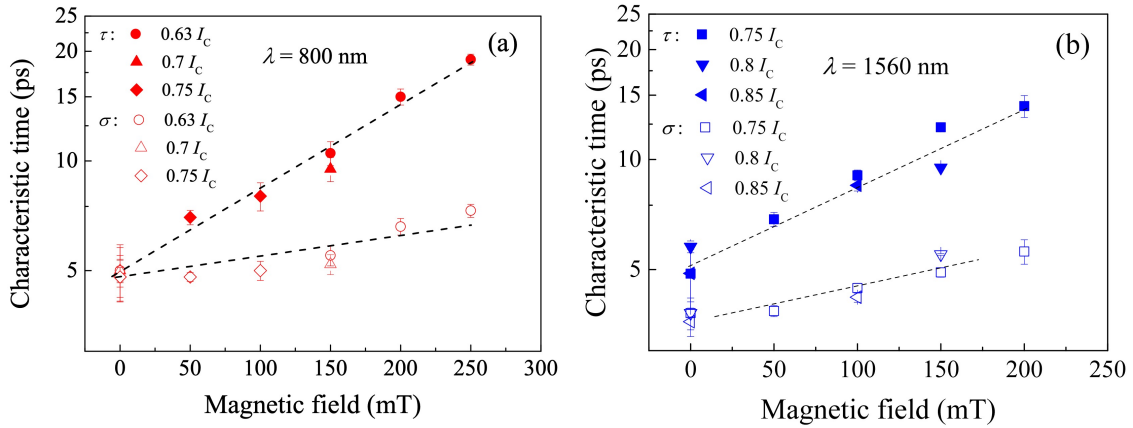 25
20
15
10
5
Characteristic time (ps)
τ: 0.63 I_C
0.7 I_C
0.75 I_C
σ: 0.63 I_C
0.7 I_C
0.75 I_C
λ = 800 nm
(a)
0 50 100 150 200 250 300
Magnetic field (mT)
25
20
15
10
5
Characteristic time (ps)
τ: 0.75 I_C
0.8 I_C
0.85 I_C
σ: 0.75 I_C
0.8 I_C
0.85 I_C
λ = 1560 nm
(b)
0 50 100 150 200 250
Magnetic field (mT)